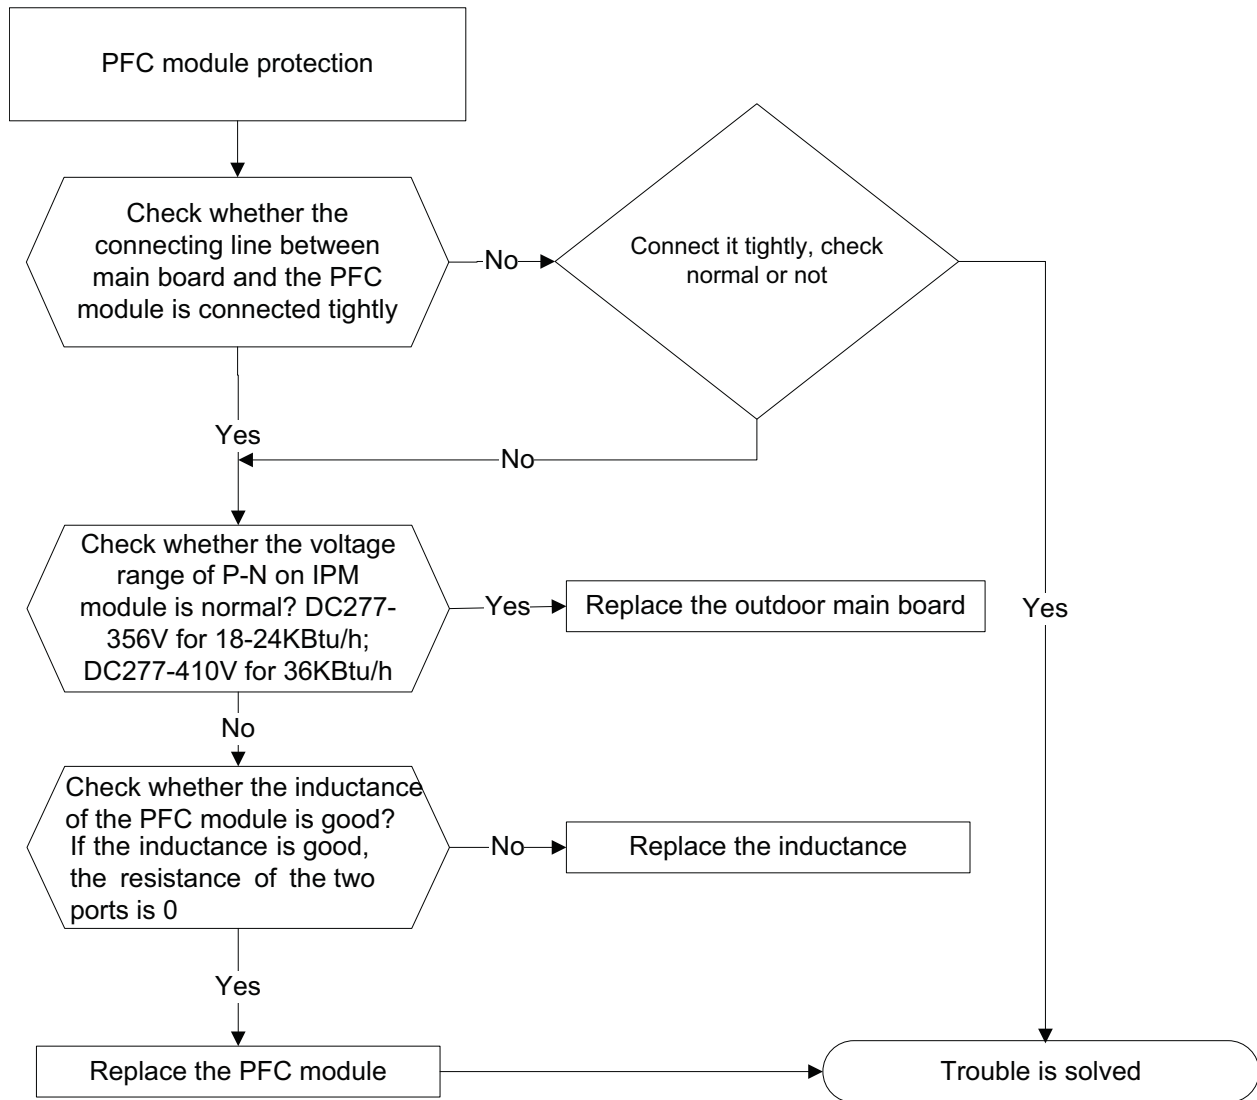 PFC module protection
Check whether the
connecting line between
main board and the PFC
module is connected tightly
No
Connect it tightly, check
normal or not
Yes
No
Check whether the voltage
range of P-N on IPM
module is normal? DC277-
356V for 18-24KBtu/h;
DC277-410V for 36KBtu/h
Yes
Replace the outdoor main board
Yes
No
Check whether the inductance
of the PFC module is good?
If the inductance is good,
the resistance of the two
ports is 0
No
Replace the inductance
Yes
Replace the PFC module
Trouble is solved